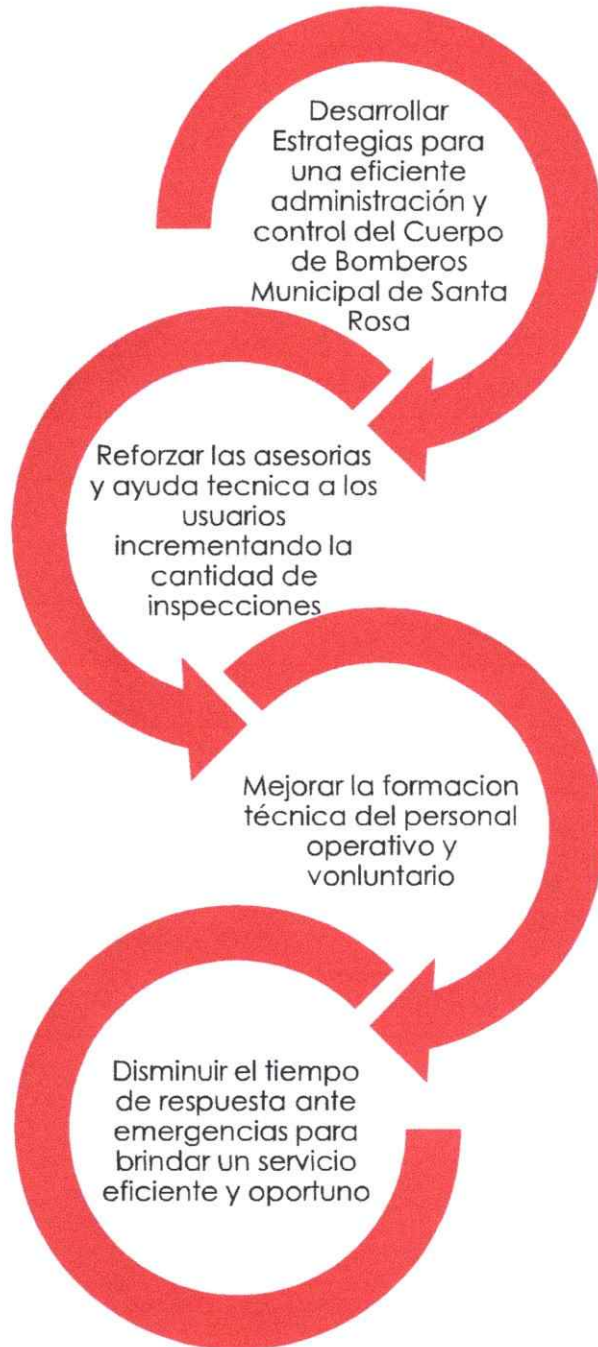 Desarrollar
Estrategias para
una eficiente
administración y
control del Cuerpo
de Bomberos
Municipal de Santa
Rosa
Reforzar las asesorias
y ayuda tecnica a los
usuarios
incrementando la
cantidad de
inspecciones
Mejorar la formacion
técnica del personal
operativo y
vonluntario
Disminuir el tiempo
de respuesta ante
emergencias para
brindar un servicio
eficiente y oportuno